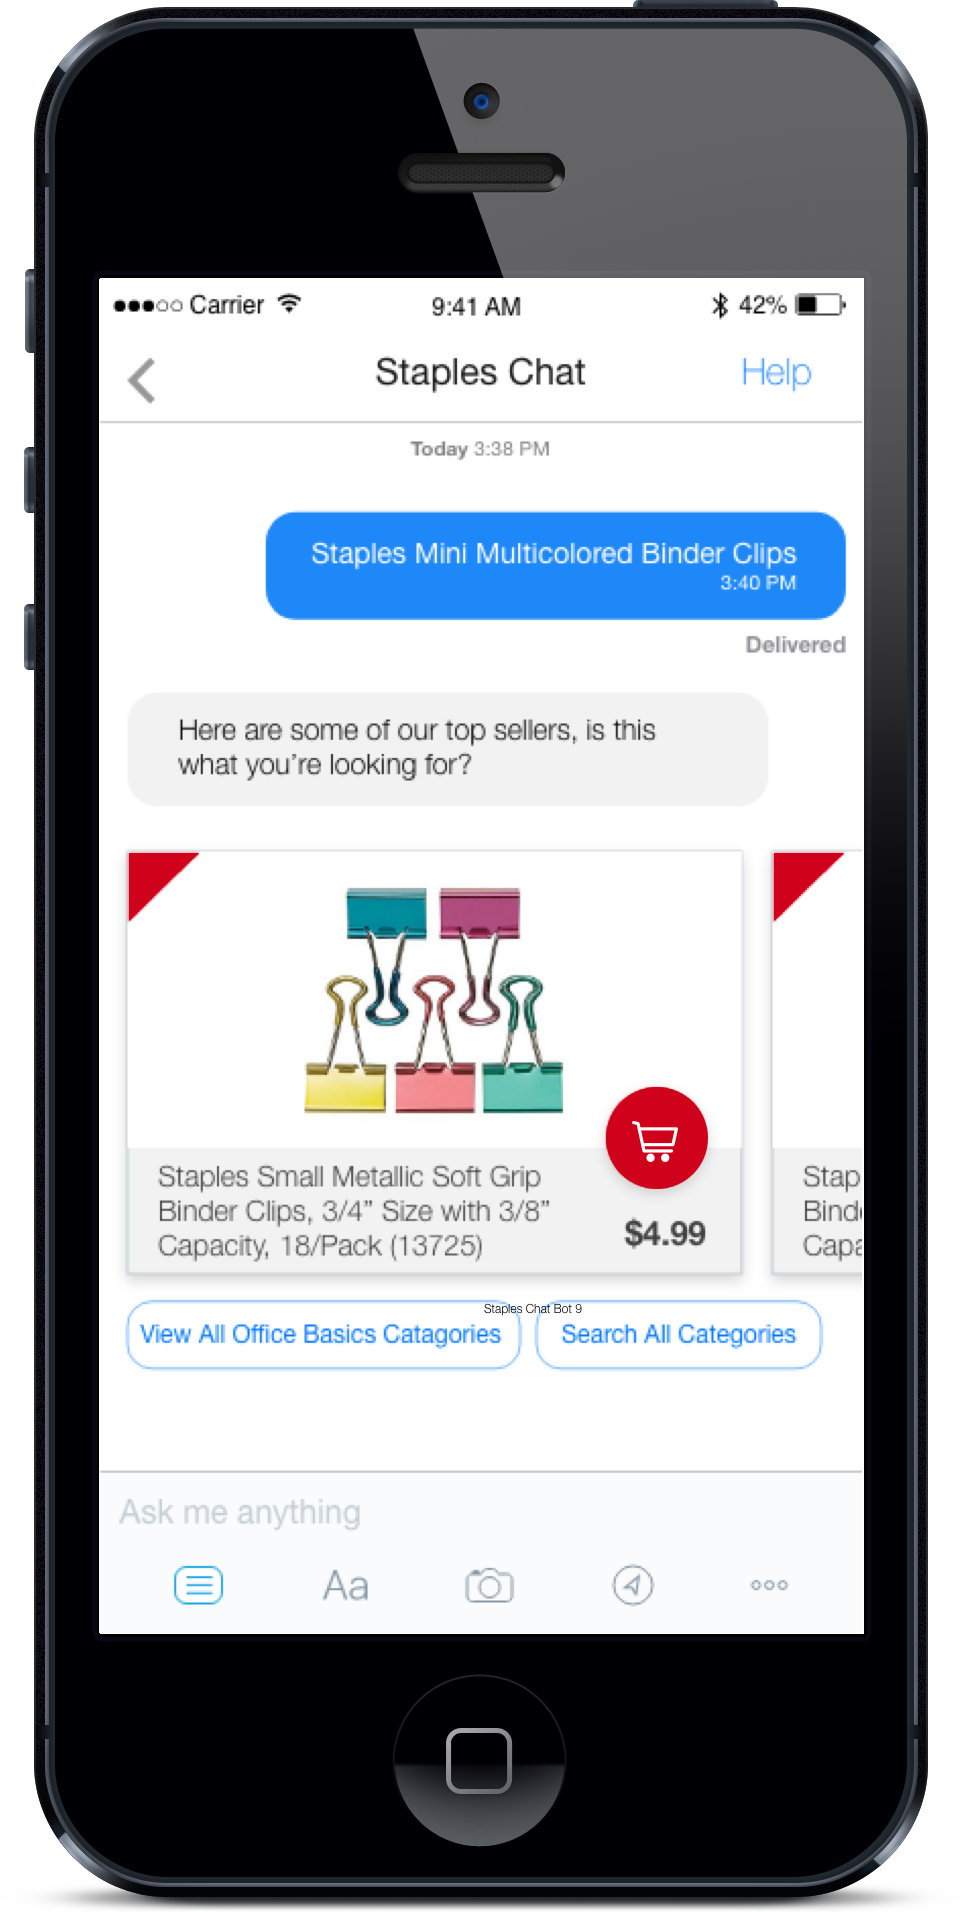 Carrier 9:41 AM 42%
Staples Chat Help
Today 3:38 PM
Staples Mini Multicolored Binder Clips
3:40 PM
Delivered
Here are some of our top sellers, is this
what you’re looking for?
Staples Small Metallic Soft Grip
Binder Clips, 3/4” Size with 3/8”
Capacity, 18/Pack (13725)
$4.99
Stap
Bind
Capa
Staples Chat Bot 9
View All Office Basics Catagories
Search All Categories
Ask me anything
Aa